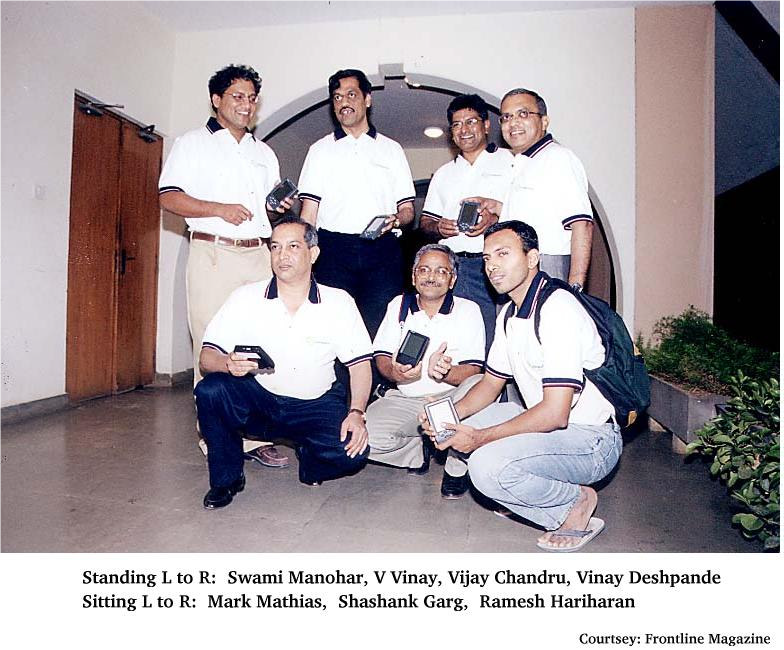 Standing L to R: Swami Manohar, V Vinay, Vijay Chandru, Vinay Deshpande
Sitting L to R: Mark Mathias, Shashank Garg, Ramesh Hariharan
Courtsey: Frontline Magazine